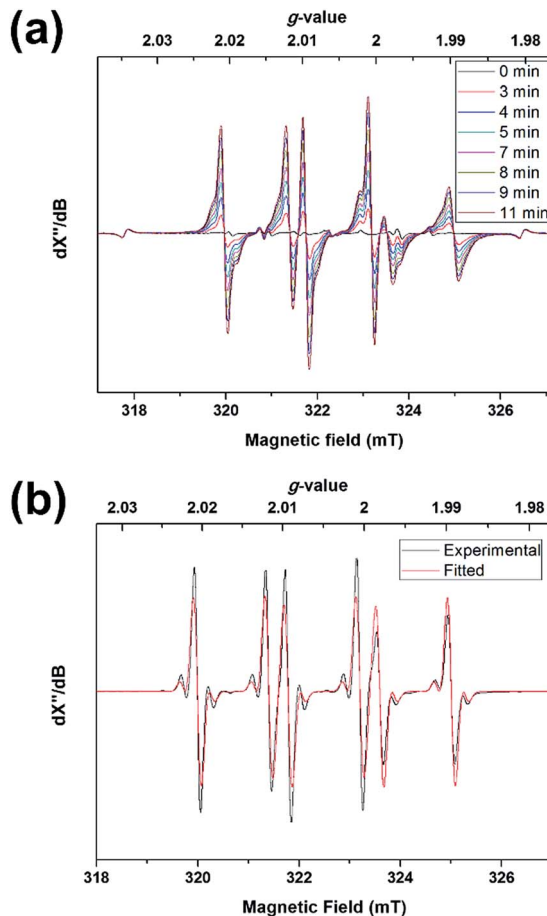 (a)
g-value
2.03 2.02 2.01 2 1.99 1.98
0 min
3 min
4 min
5 min
7 min
8 min
9 min
11 min
dX"/dB
318 320 322 324 326
Magnetic field (mT)
(b)
g-value
2.03 2.02 2.01 2 1.99 1.98
Experimental
Fitted
dX"/dB
318 320 322 324 326
Magnetic Field (mT)